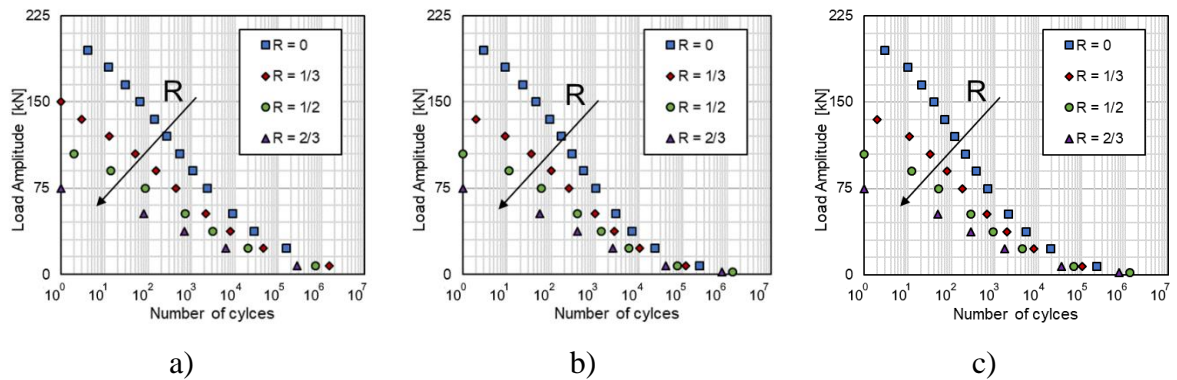 225
150
75
0
Load Amplitude [kN]
10^0 10^1 10^2 10^3 10^4 10^5 10^6 10^7
Number of cylces
R = 0
R = 1/3
R = 1/2
R = 2/3
R
a)
225
150
75
0
Load Amplitude [kN]
10^0 10^1 10^2 10^3 10^4 10^5 10^6 10^7
Number of cylces
R = 0
R = 1/3
R = 1/2
R = 2/3
R
b)
225
150
75
0
Load Amplitude [kN]
10^0 10^1 10^2 10^3 10^4 10^5 10^6 10^7
Number of cylces
R = 0
R = 1/3
R = 1/2
R = 2/3
R
c)